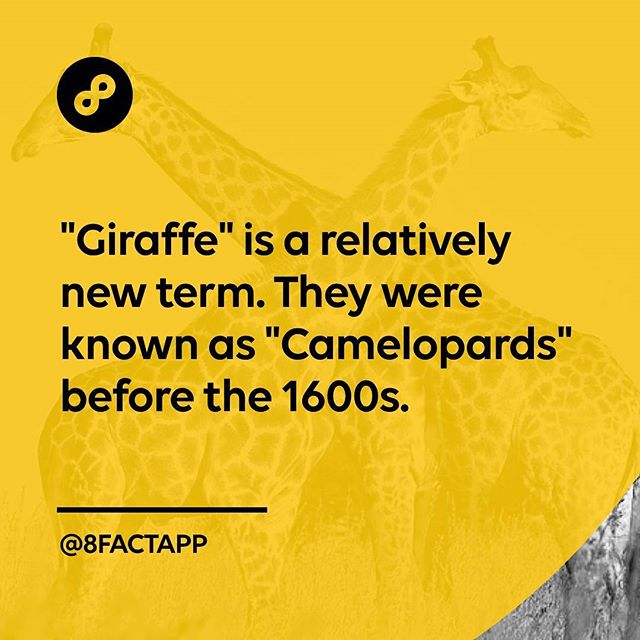 "Giraffe" is a relatively
new term. They were
known as "Camelopards"
before the 1600s.
@8FACTAPP